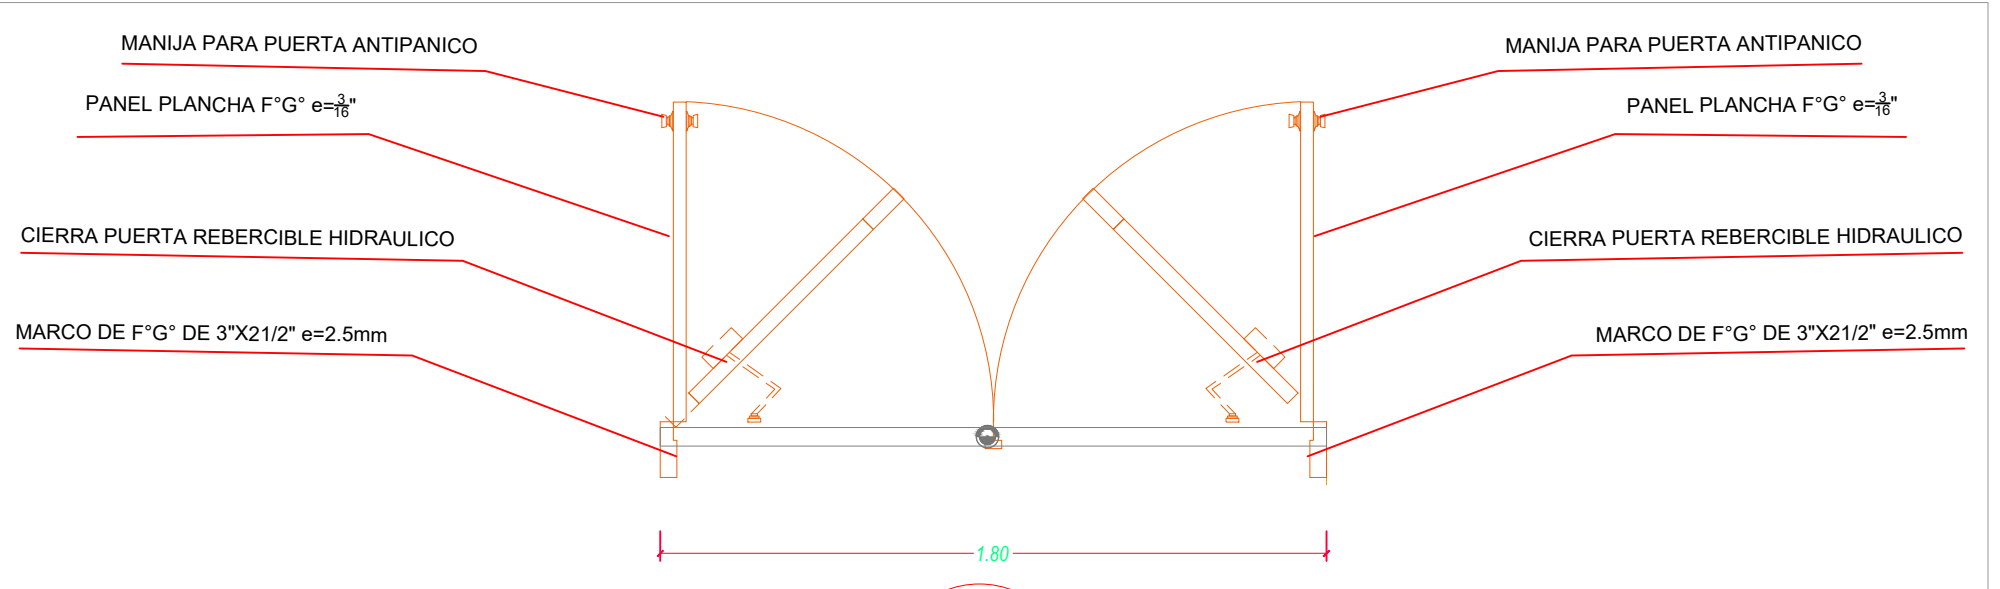 MANIJA PARA PUERTA ANTIPANICO
MANIJA PARA PUERTA ANTIPANICO
PANEL PLANCHA F°G° e=3/16"
PANEL PLANCHA F°G° e=3/16"
CIERRA PUERTA REBERCIBLE HIDRAULICO
CIERRA PUERTA REBERCIBLE HIDRAULICO
MARCO DE F°G° DE 3"X21/2" e=2.5mm
MARCO DE F°G° DE 3"X21/2" e=2.5mm
1.80